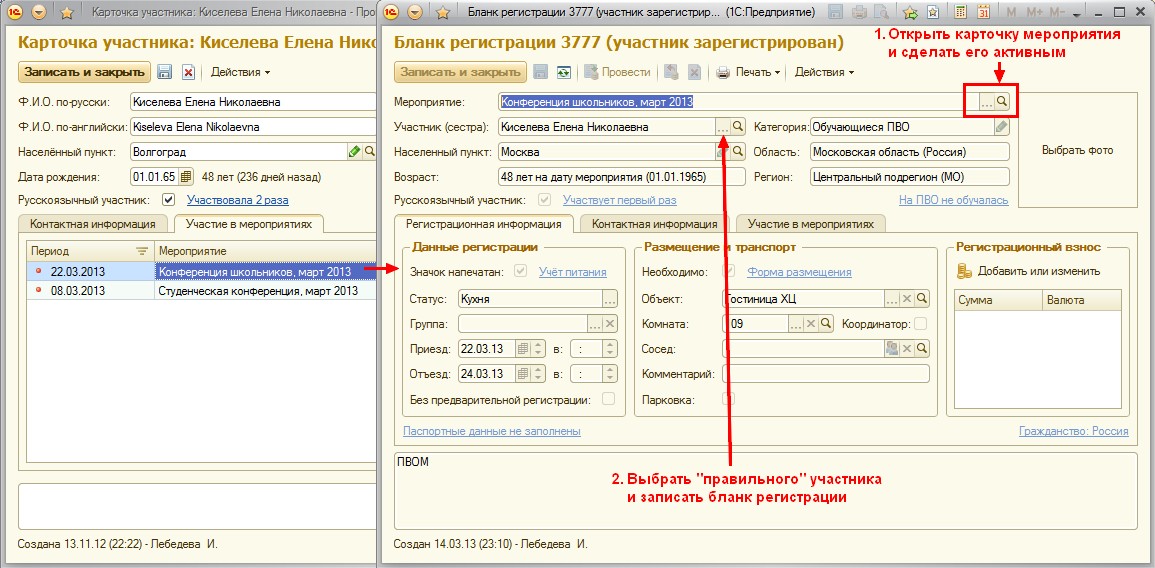 Карточка участника: Киселева Елена Николаевна - Про
Карточка участника: Киселева Елена Нико
Записать и закрыть
Действия
Ф.И.О. по-русски: Киселева Елена Николаевна
Ф.И.О. по-английски: Kiseleva Elena Nikolaevna
Населённый пункт: Волгоград
Дата рождения: 01.01.65 48 лет (236 дней назад)
Русскоязычный участник: Участвовала 2 раза
Контактная информация Участие в мероприятиях
Период Мероприятие
22.03.2013 Конференция школьников, март 2013
08.03.2013 Студенческая конференция, март 2013
Создана 13.11.12 (22:22) - Лебедева И.
Бланк регистрации 3777 (участник зарегистрир... (1С:Предприятие)
M M+ M-
31
Бланк регистрации 3777 (участник зарегистрирован)
1. Открыть карточку мероприятия
и сделать его активным
Записать и закрыть Провести Печать Действия
Мероприятие: Конференция школьников, март 2013 ...
Участник (сестра): Киселева Елена Николаевна ... Категория: Обучающиеся ПВО
Населенный пункт: Москва Область: Московская область (Россия)
Выбрать фото
Возраст: 48 лет на дату мероприятия (01.01.1965) Регион: Центральный подрегион (МО)
Русскоязычный участник: Участвует первый раз На ПВО не обучалась
Регистрационная информация Контактная информация Участие в мероприятиях
Данные регистрации
Значок напечатан: Учёт питания
Статус: Кухня ...
Группа: ...
Приезд: 22.03.13 в: :
Отъезд: 24.03.13 в: :
Без предварительной регистрации:
Размещение и транспорт
Необходимо: Форма размещения
Объект: Гостиница ХЦ ...
Комната: 09 ... Координатор:
Сосед:
Комментарий:
Парковка:
Регистрационный взнос
Добавить или изменить
Сумма Валюта
Паспортные данные не заполнены Гражданство: Россия
ПВОМ
2. Выбрать "правильного" участника
и записать бланк регистрации
Создан 14.03.13 (23:10) - Лебедева И.